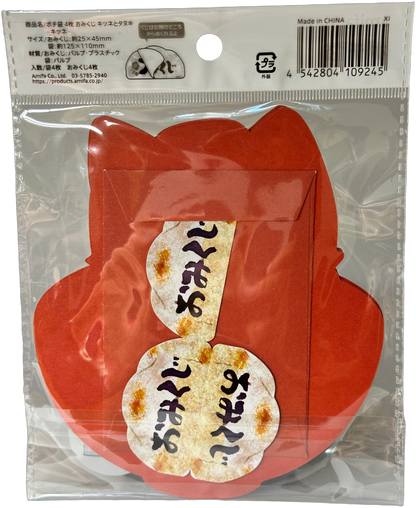 商品名/ポチ袋 4枚 おみくじ キツネとタヌキ
キツネ
サイズ/おみくじ:約25×45mm
袋:約125×110mm
材質/おみくじ:パルプ・プラスチック
袋:パルプ
入数/袋4枚 おみくじ4枚
Amifa Co., Ltd. 03-5785-2940
https://products.amifa.co.jp/
プラ
外装
Made in CHINA
XI
4 542804 109245
おみくじ
おみくじ
おみくじ